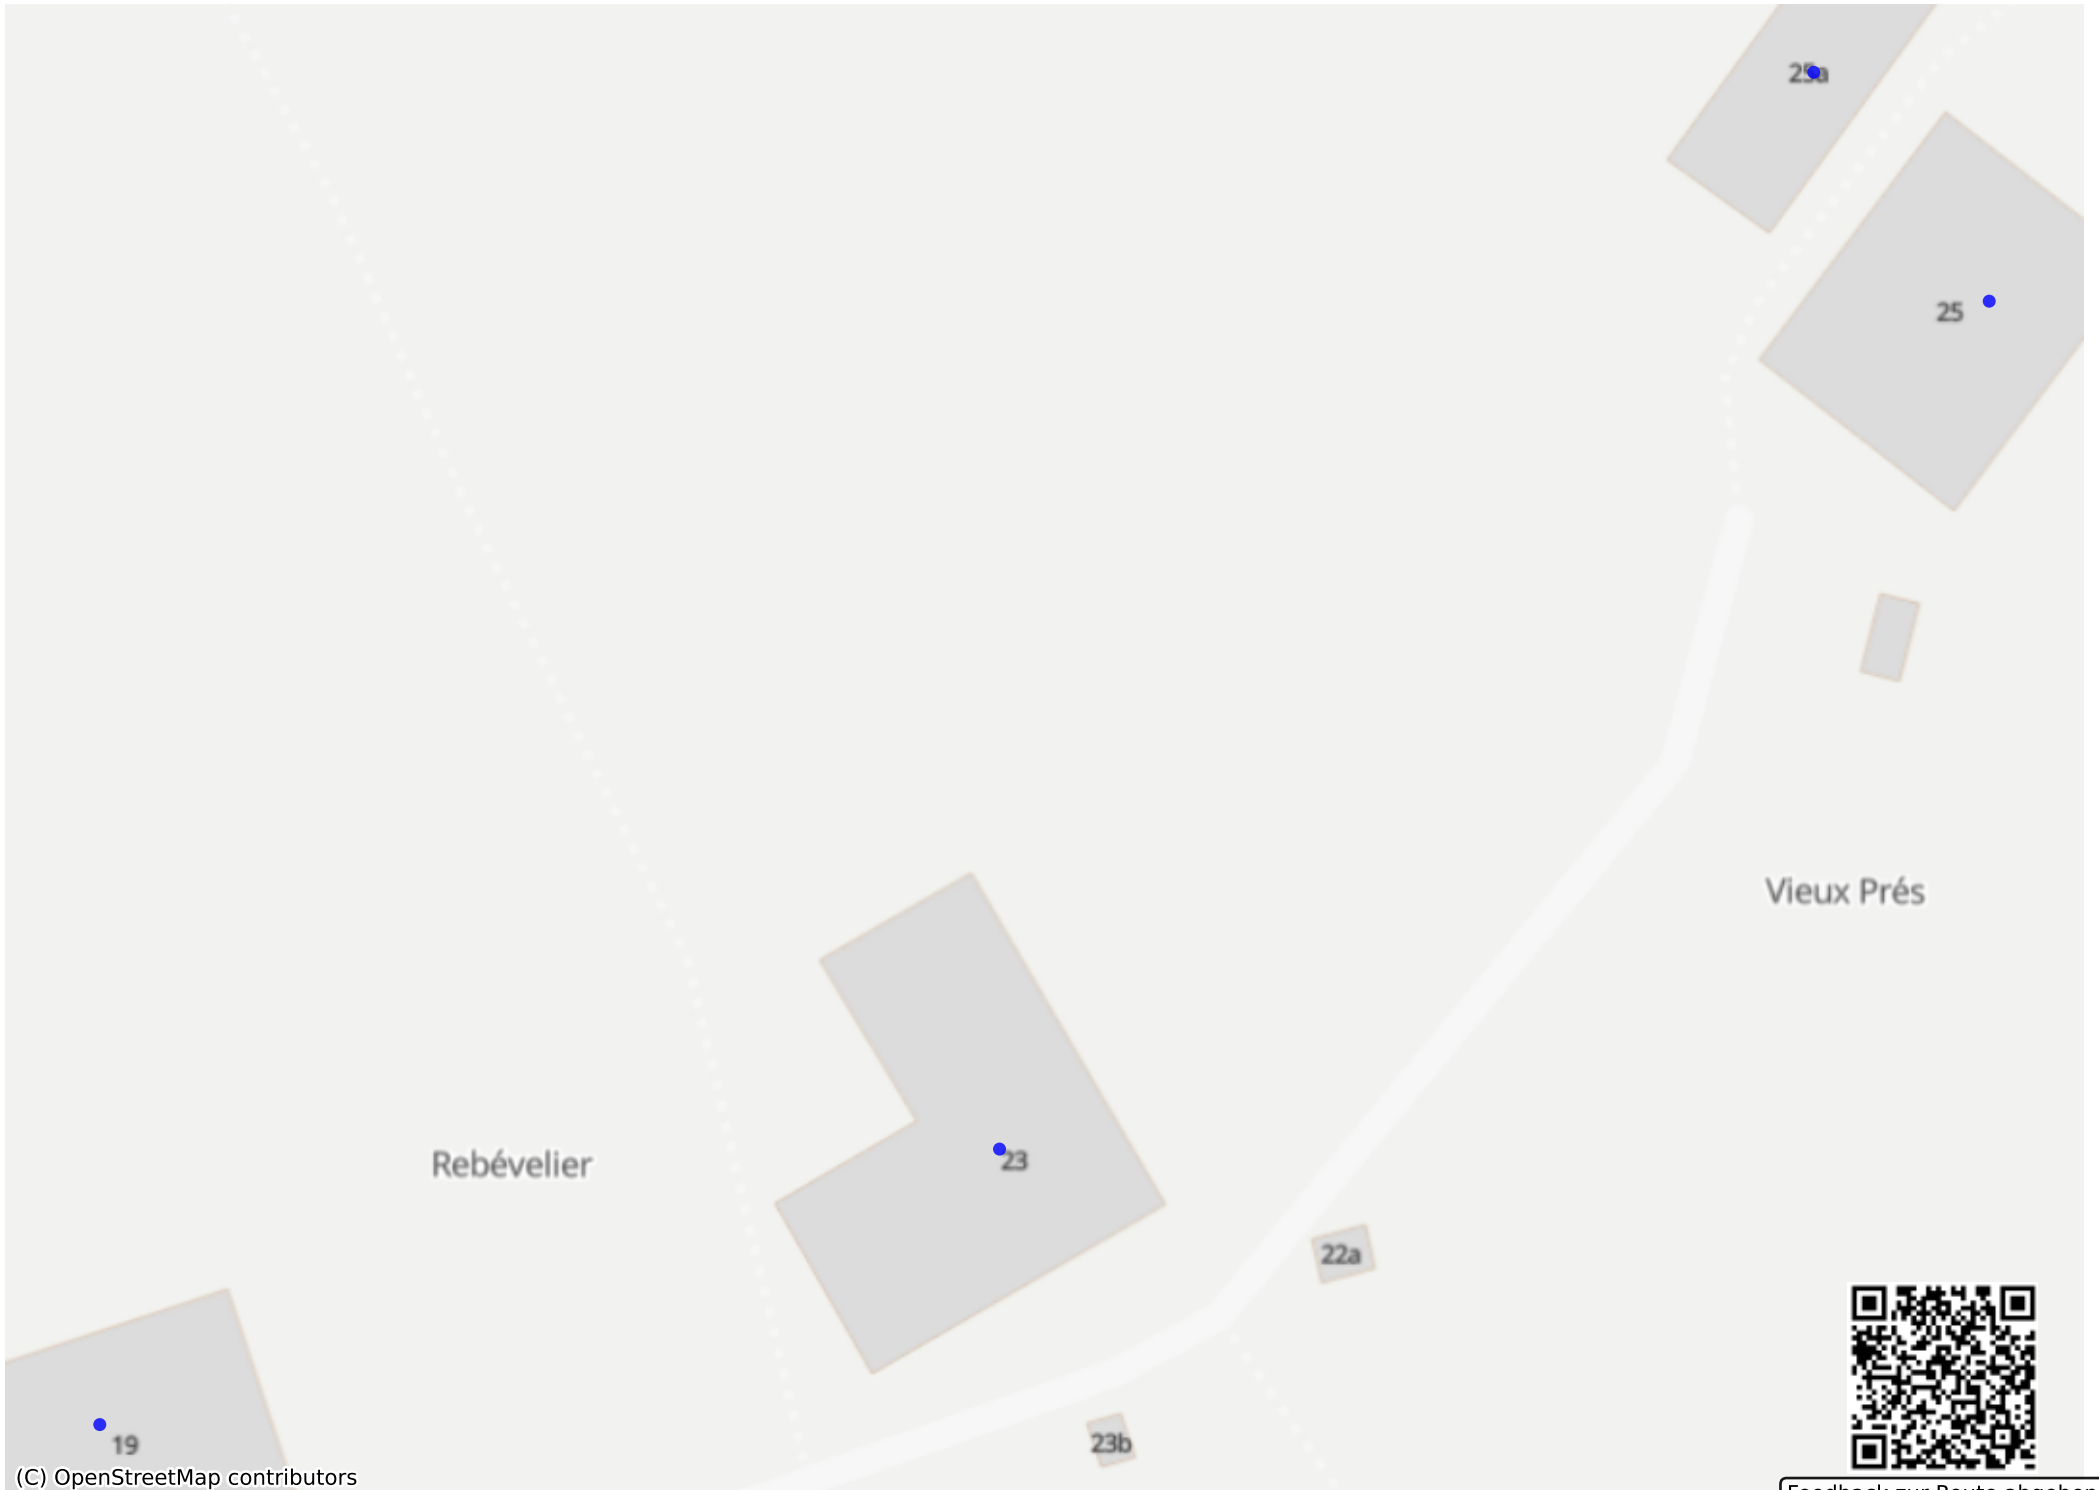 25a
25
Vieux Prés
23
Rebévelier
22a
23b
19
(C) OpenStreetMap contributors